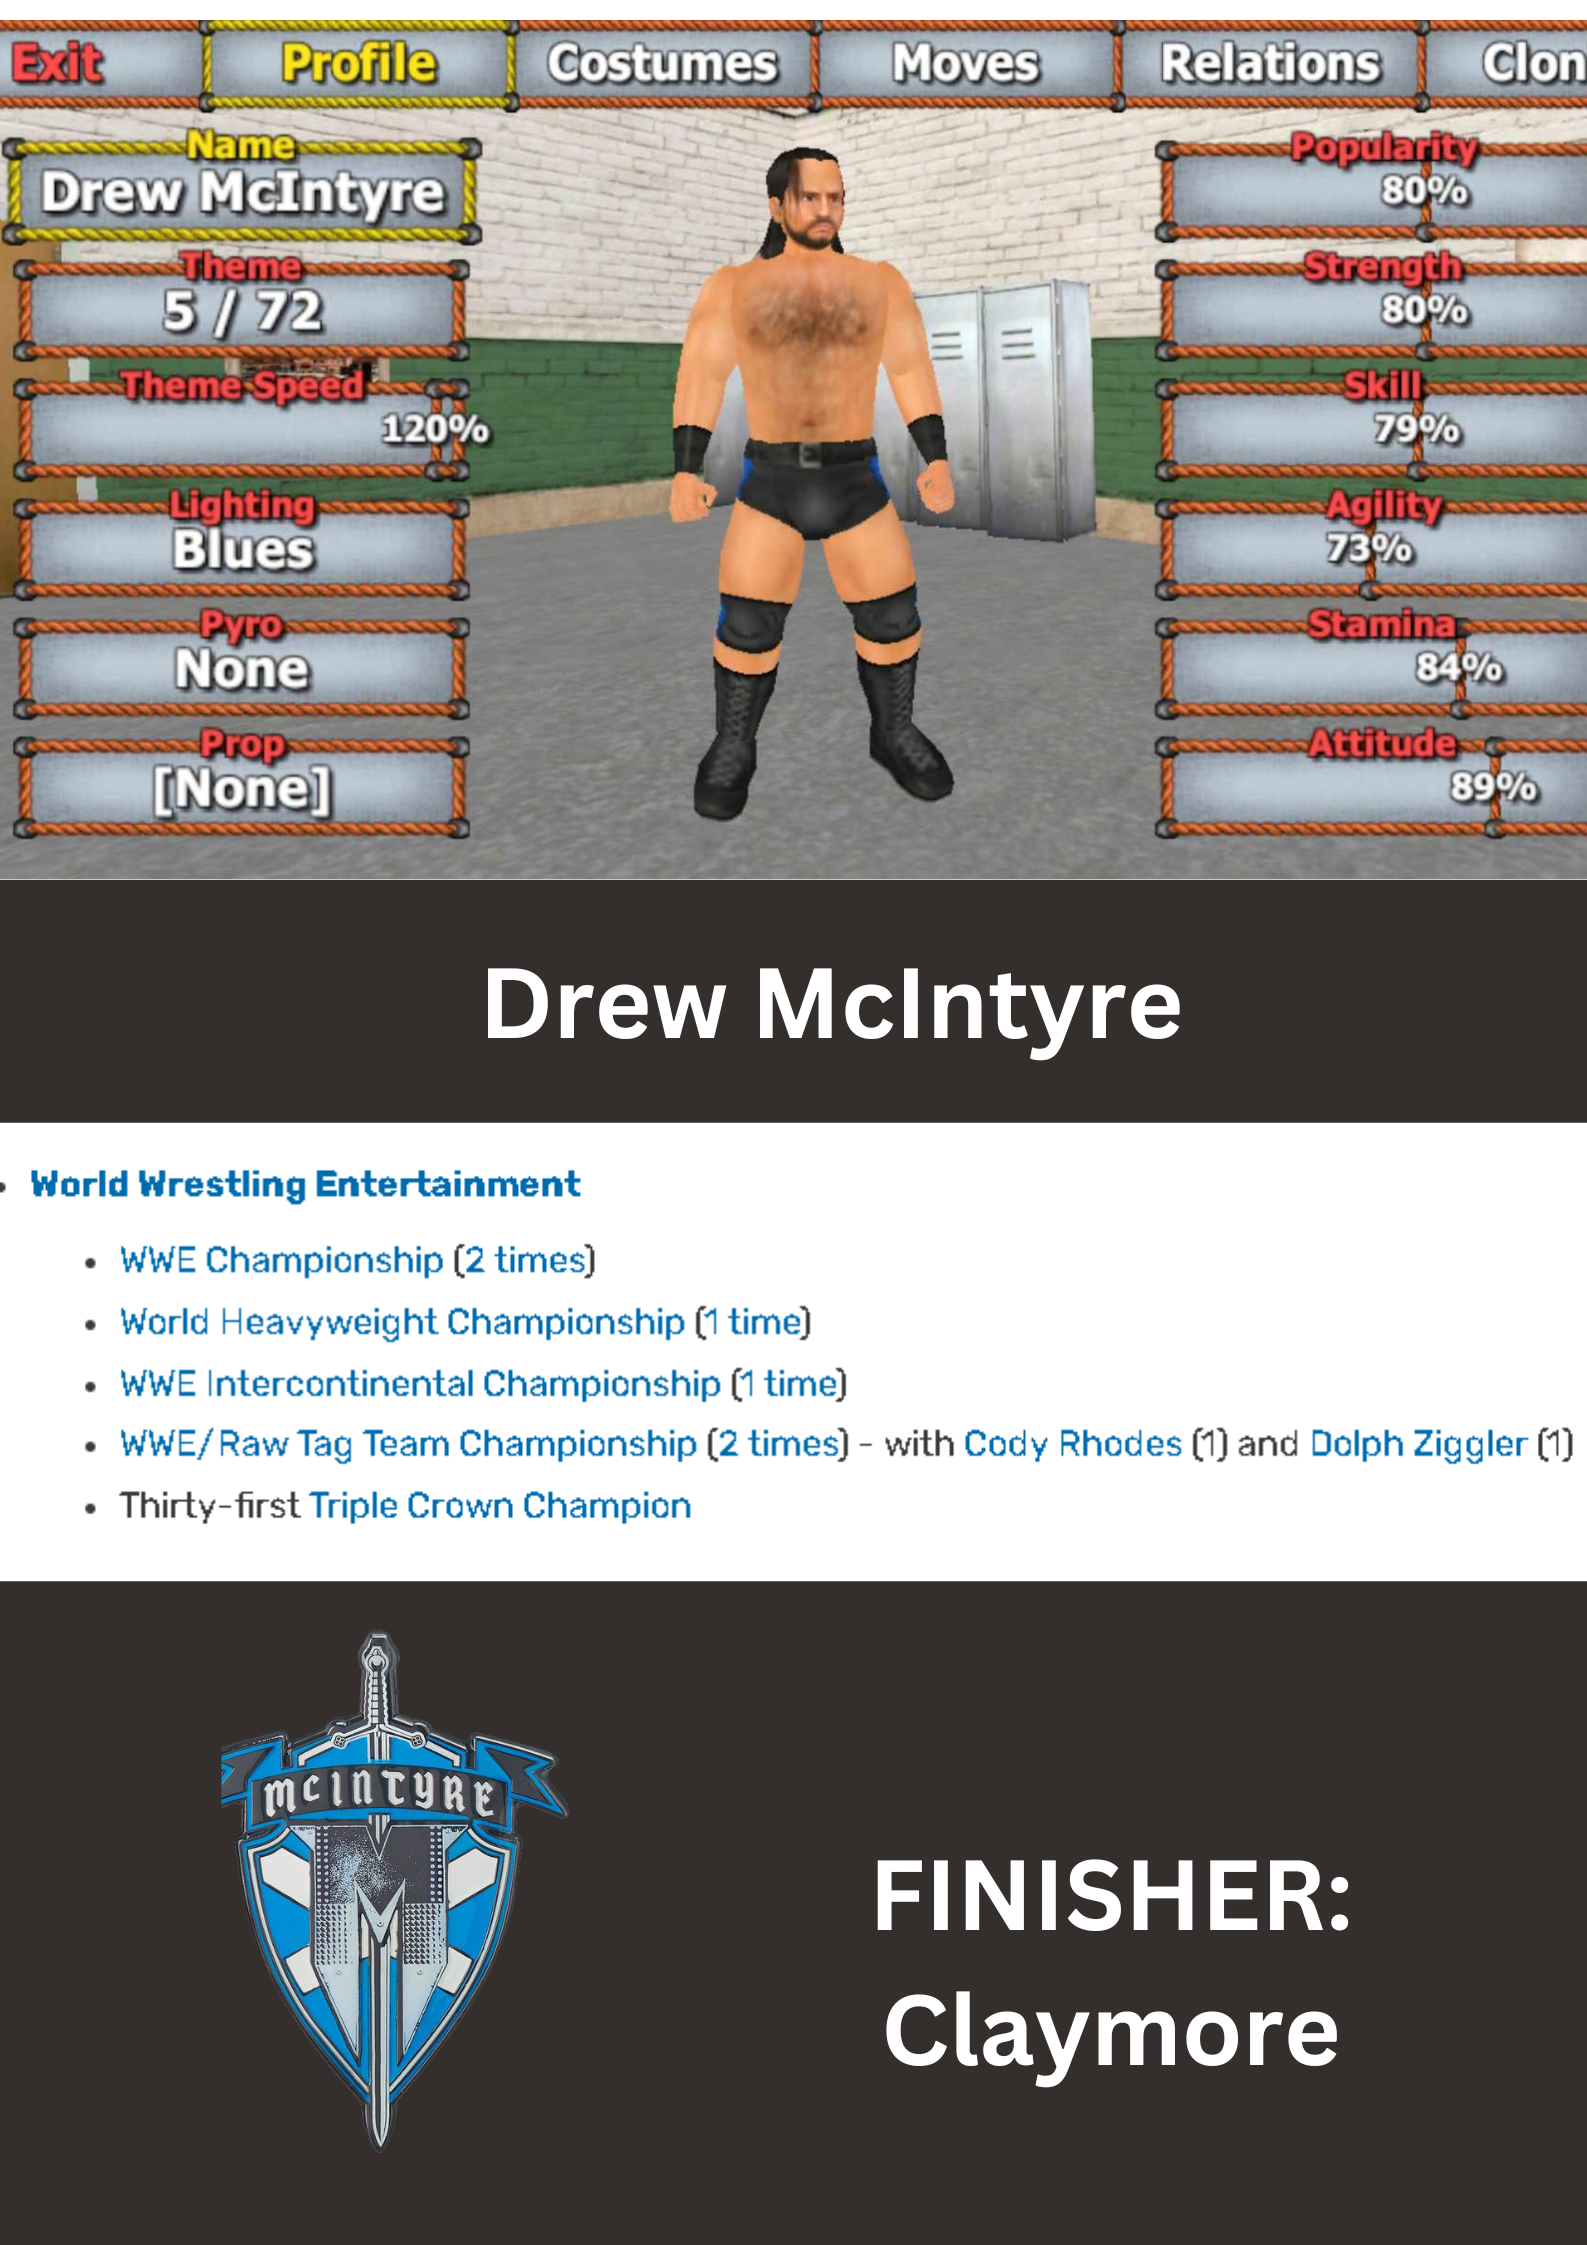 Exit Profile Costumes Moves Relations Clon
Name
Drew McIntyre
Theme
5 / 72
Theme Speed
120%
Lighting
Blues
Pyro
None
Prop
[None]
Popularity
80%
Strength
80%
Skill
79%
Agility
73%
Stamina
84%
Attitude
89%
Drew McIntyre
• World Wrestling Entertainment
• WWE Championship (2 times)
• World Heavyweight Championship (1 time)
• WWE Intercontinental Championship (1 time)
• WWE/Raw Tag Team Championship (2 times) - with Cody Rhodes (1) and Dolph Ziggler (1)
• Thirty-first Triple Crown Champion
McINTYRE
M
FINISHER:
Claymore